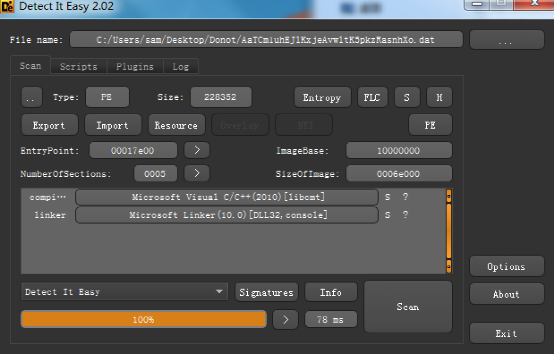 Detect It Easy 2.02
File name: C:/Users/sam/Desktop/Donot/AaTCm1uhEJlKxjeAvw1tK5pkzMasnhXo.dat ...
Scan Scripts Plugins Log
.. Type: PE Size: 228352 Entropy FLC S H
Export Import Resource Overlay .NET PE
EntryPoint: 00017e00 > ImageBase: 10000000
NumberOfSections: 0005 > SizeOfImage: 0006e000
compi… Microsoft Visual C/C++(2010)[libcmt] S ?
linker Microsoft Linker(10.0)[DLL32,console] S ?
Options
Detect It Easy Signatures Info Scan
About
100% > 78 ms
Exit